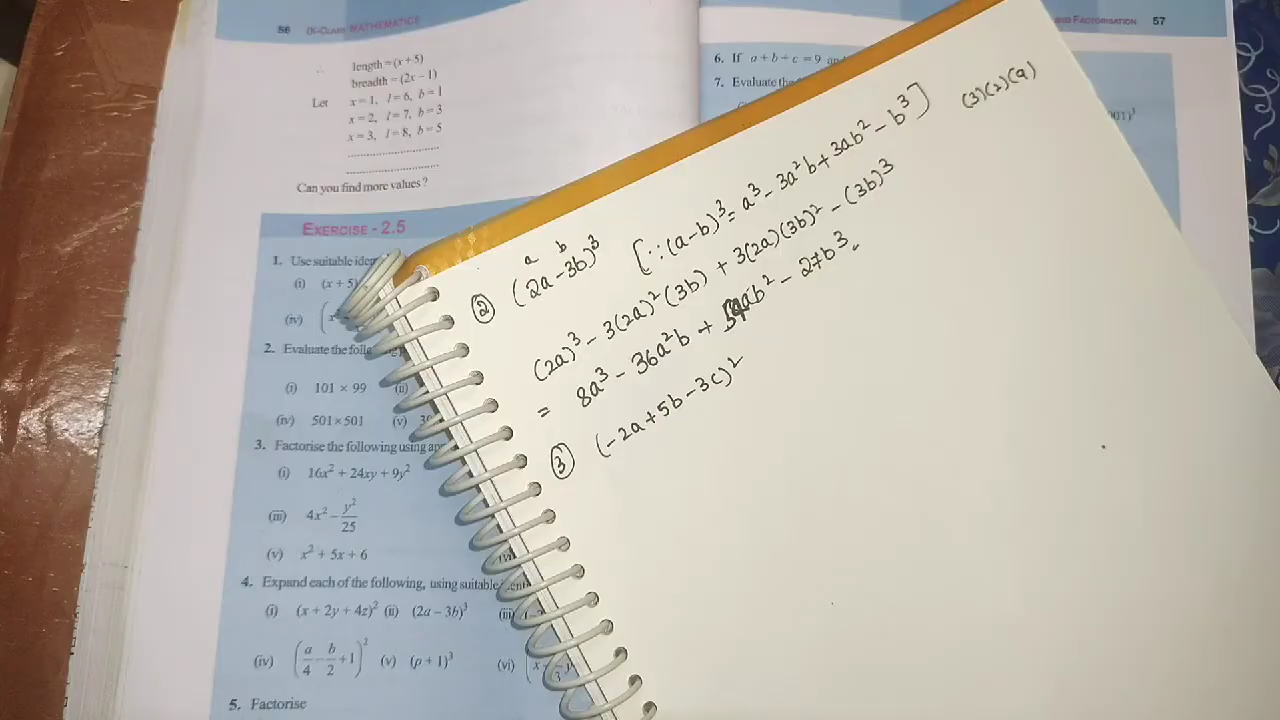 56 IX-CLASS MATHEMATICS
∴ length = (x + 5)
breadth = (2x − 1)
Let x = 1, l = 6, b = 1
x = 2, l = 7, b = 3
x = 3, l = 8, b = 5
Can you find more values ?
EXERCISE - 2.5
1. Use suitable
(i) (x + 5)
(iv)
2. Evaluate the
(i) 101 × 99 (ii)
(iv) 501 × 501 (v)
3. Factorise the following using
(i) 16x² + 24xy + 9y²
(iii) 4x² − y²/25
(v) x² + 5x + 6
4. Expand each of the following, using suitable
(i) (x + 2y + 4z)² (ii) (2a − 3b)³ (iii)
(iv) (a/4 − b/2 + 1)² (v) (p + 1)³ (vi)
5. Factorise
AND FACTORISATION 57
6. If a + b + c = 9
7. Evaluate the
001)³
(3)(2)(9)
a b
② (2a − 3b)³ [∵ (a − b)³ = a³ − 3a²b + 3ab² − b³]
(2a)³ − 3(2a)²(3b) + 3(2a)(3b)² − (3b)³
= 8a³ − 36a²b + 54ab² − 27b³.
③ (−2a + 5b − 3c)²